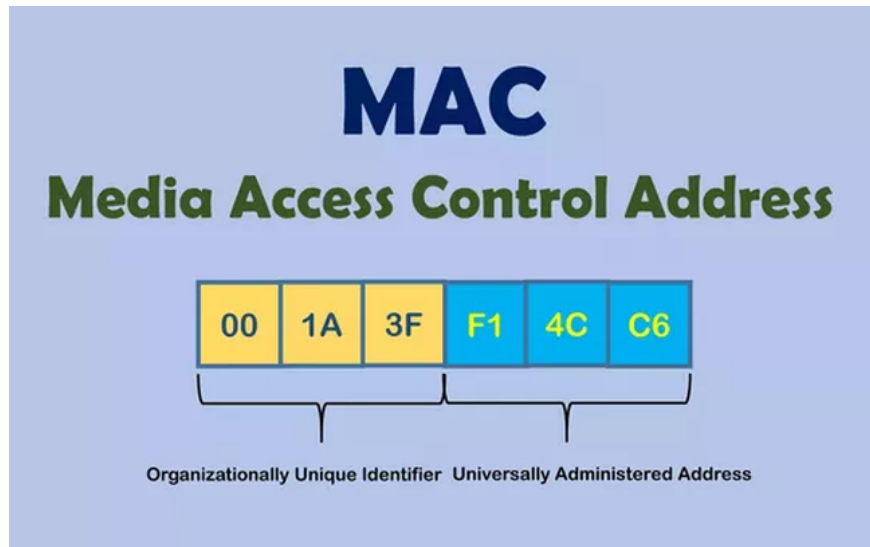 MAC
Media Access Control Address
00 1A 3F F1 4C C6
Organizationally Unique Identifier Universally Administered Address